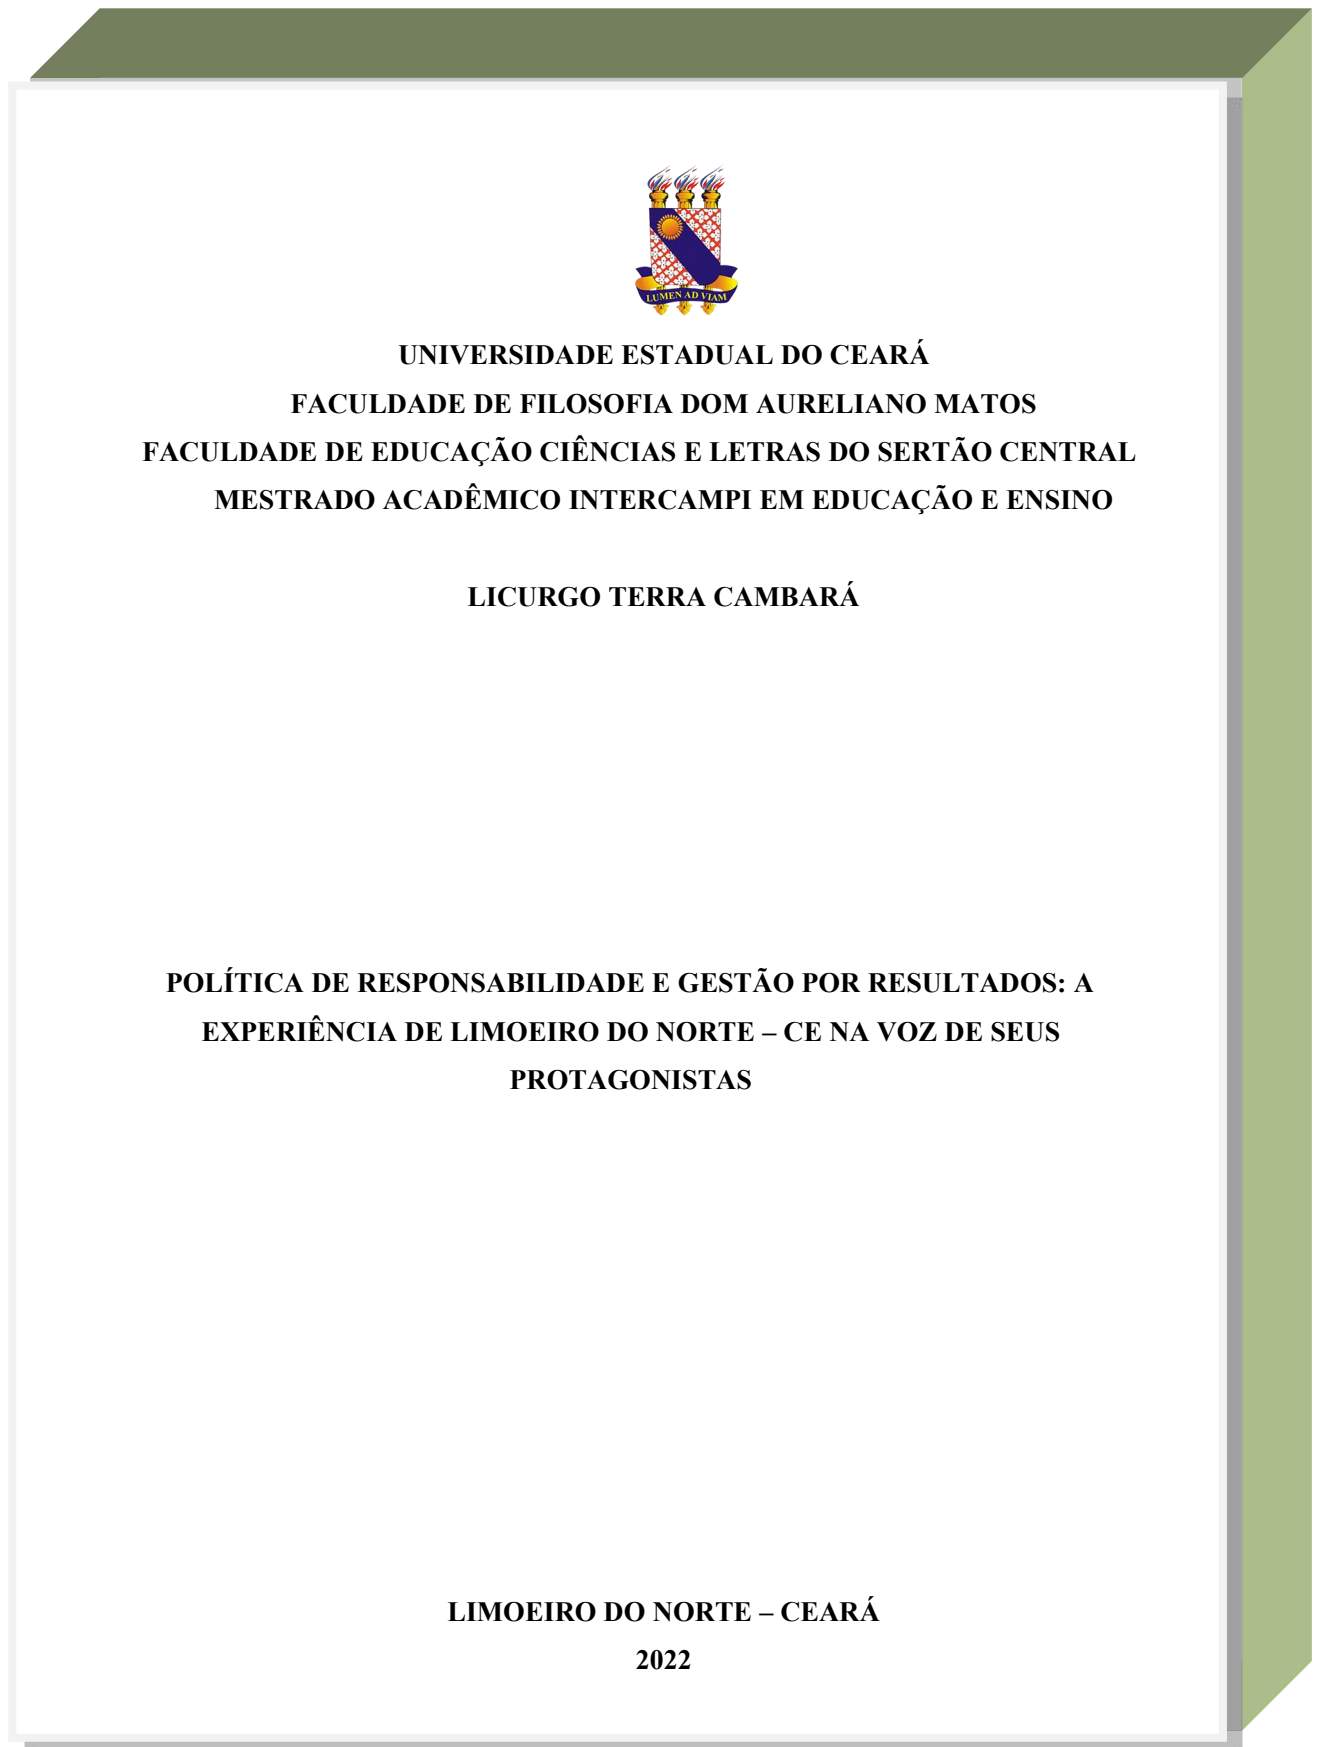 LUMEN AD VIAM
UNIVERSIDADE ESTADUAL DO CEARÁ
FACULDADE DE FILOSOFIA DOM AURELIANO MATOS
FACULDADE DE EDUCAÇÃO CIÊNCIAS E LETRAS DO SERTÃO CENTRAL
MESTRADO ACADÊMICO INTERCAMPI EM EDUCAÇÃO E ENSINO
LICURGO TERRA CAMBARÁ
POLÍTICA DE RESPONSABILIDADE E GESTÃO POR RESULTADOS: A
EXPERIÊNCIA DE LIMOEIRO DO NORTE – CE NA VOZ DE SEUS
PROTAGONISTAS
LIMOEIRO DO NORTE – CEARÁ
2022